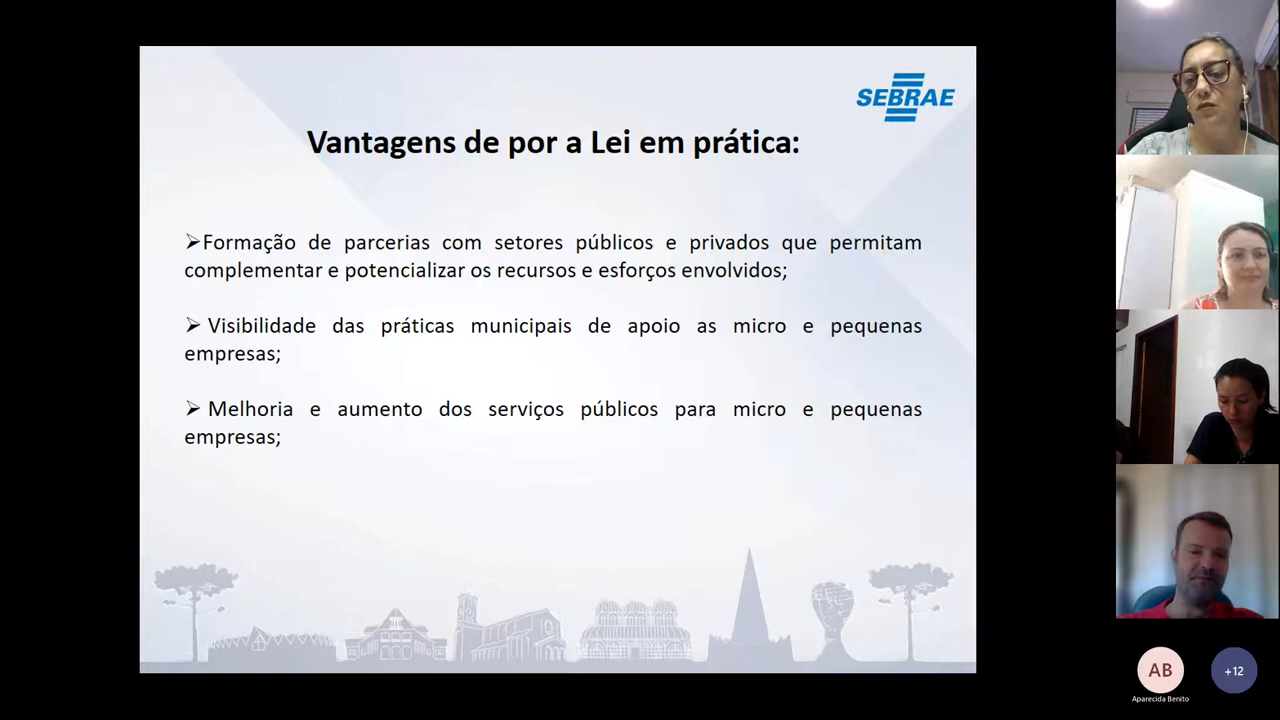 SEBRAE
Vantagens de por a Lei em prática:
➢Formação de parcerias com setores públicos e privados que permitam
complementar e potencializar os recursos e esforços envolvidos;
➢ Visibilidade das práticas municipais de apoio as micro e pequenas
empresas;
➢ Melhoria e aumento dos serviços públicos para micro e pequenas
empresas;
AB
+12
Aparecida Benito